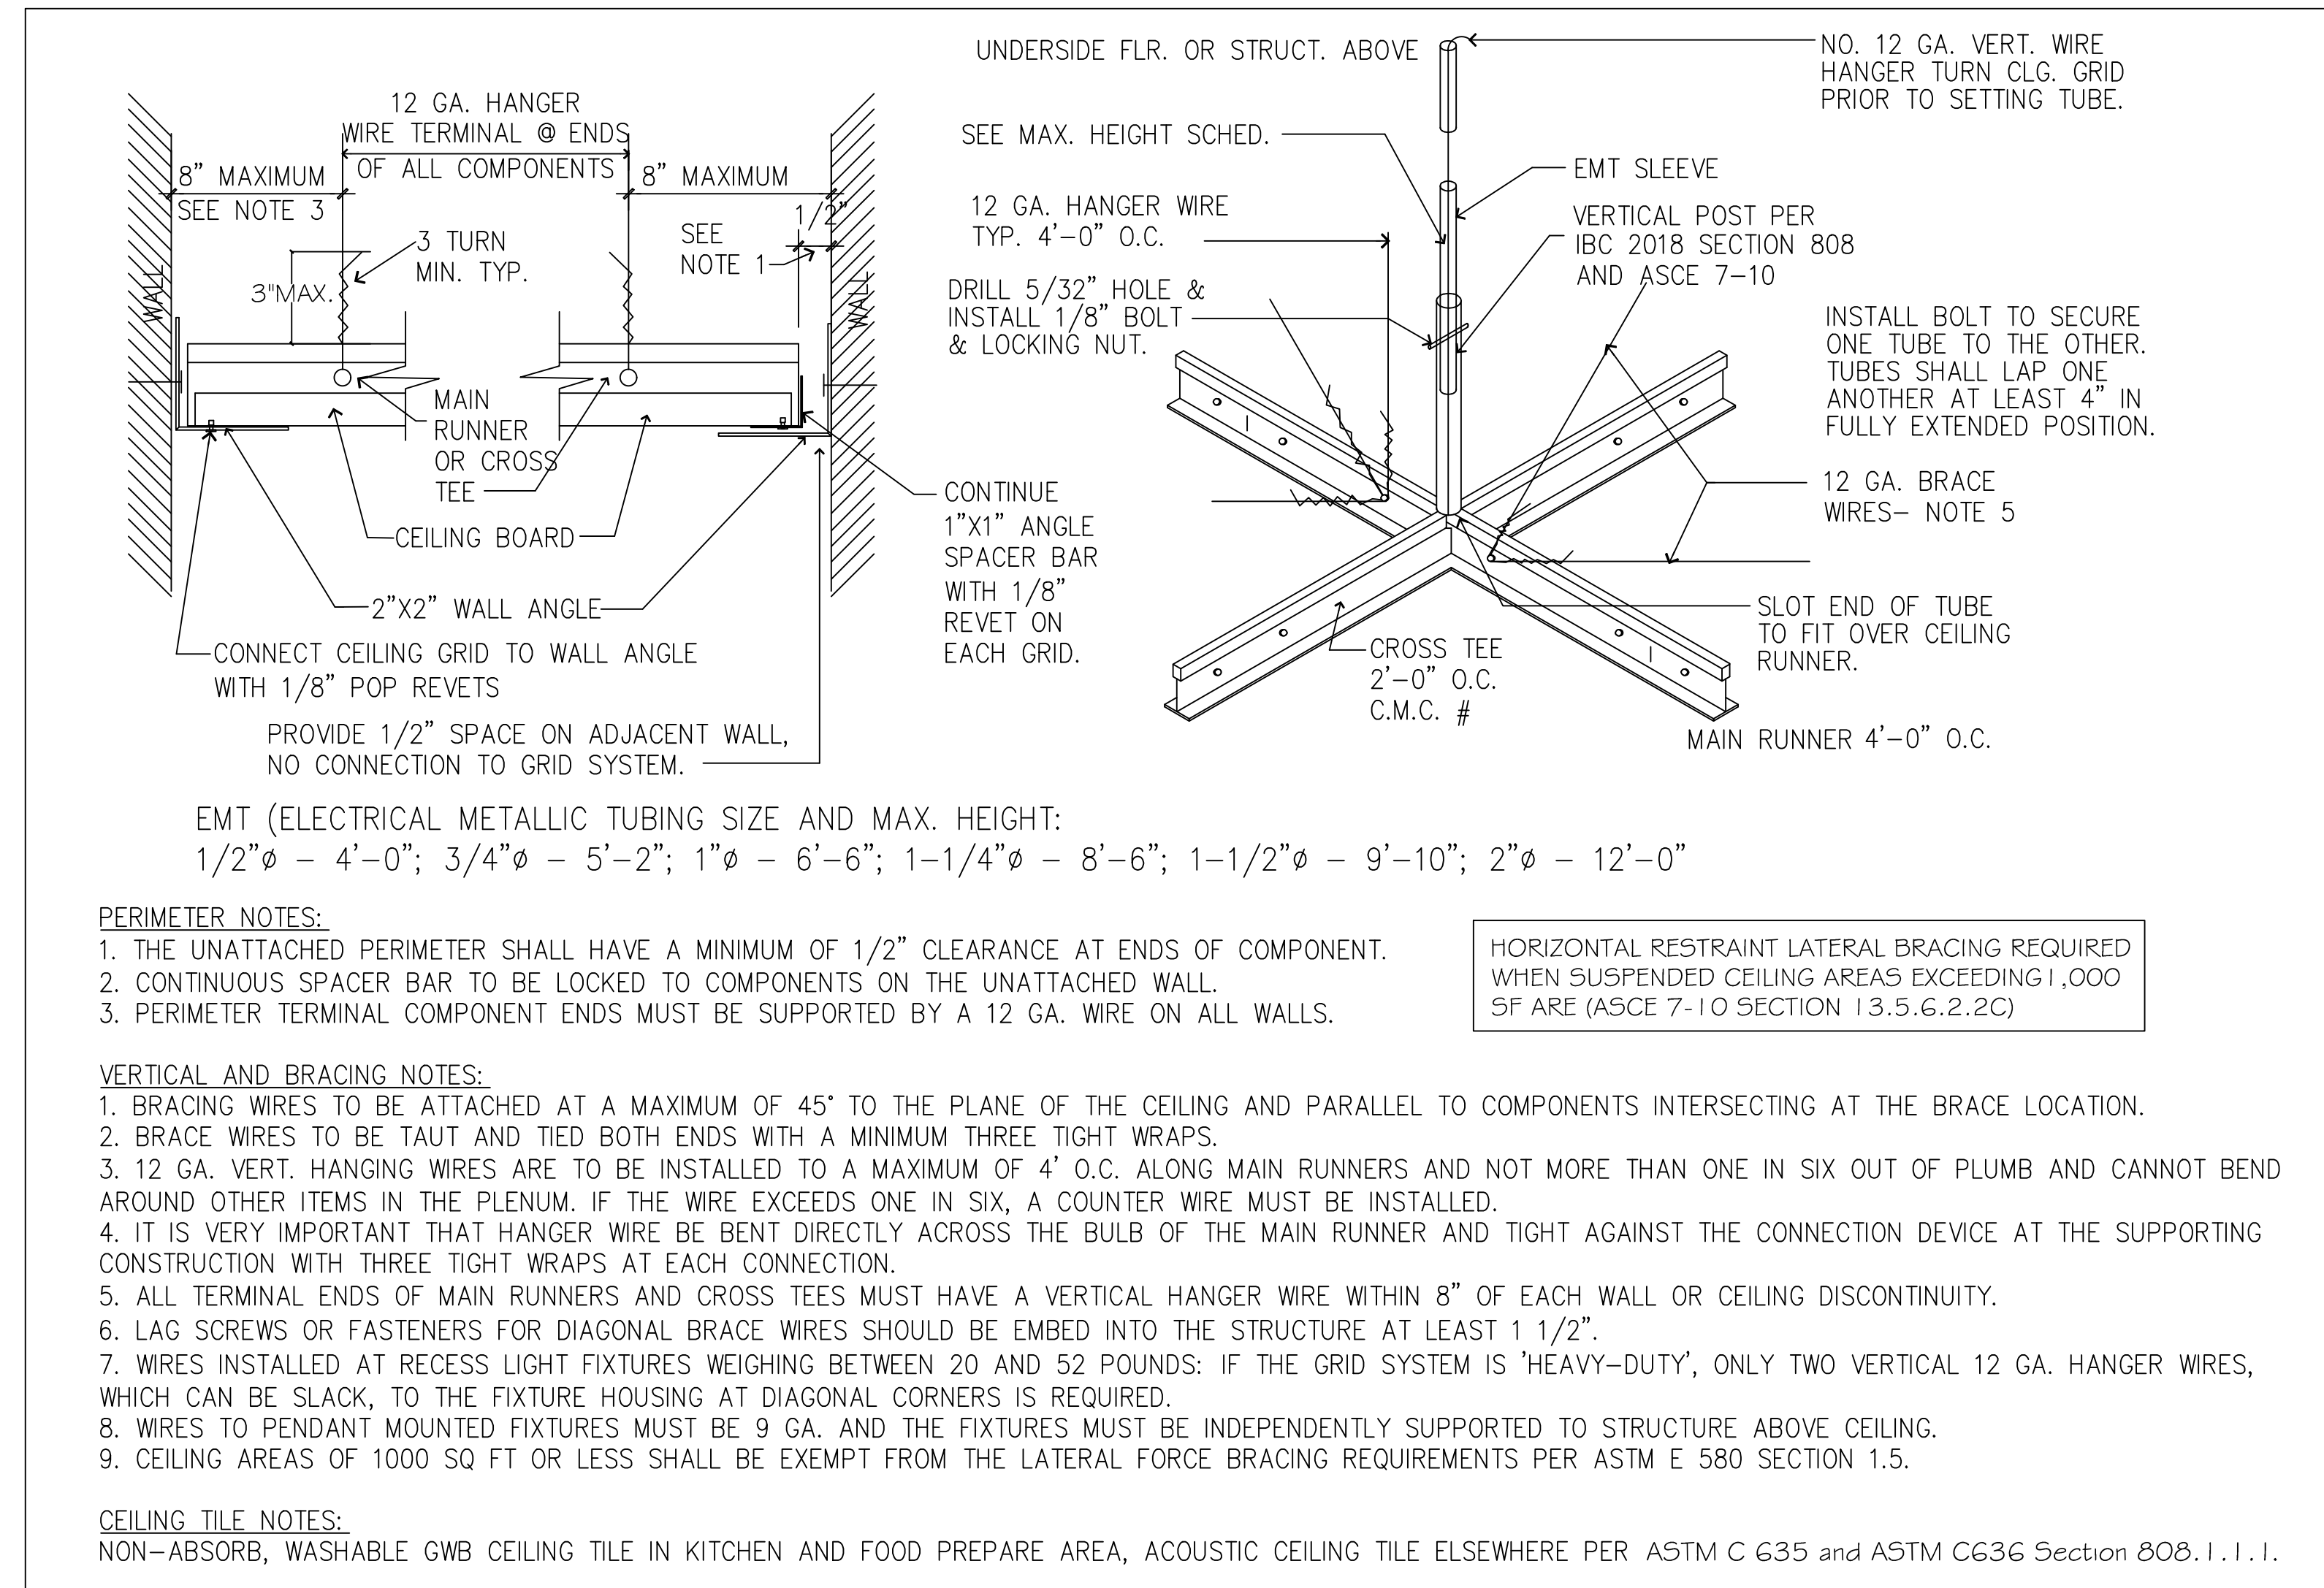 12 GA. HANGER
WIRE TERMINAL @ ENDS
OF ALL COMPONENTS
8” MAXIMUM
SEE NOTE 3
8” MAXIMUM
1/2”
SEE
NOTE 1
3 TURN
MIN. TYP.
3"MAX.
WALL
WALL
MAIN
RUNNER
OR CROSS
TEE
CEILING BOARD
2”X2” WALL ANGLE
CONNECT CEILING GRID TO WALL ANGLE
WITH 1/8” POP REVETS
PROVIDE 1/2” SPACE ON ADJACENT WALL,
NO CONNECTION TO GRID SYSTEM.
CONTINUE
1”X1” ANGLE
SPACER BAR
WITH 1/8”
REVET ON
EACH GRID.
UNDERSIDE FLR. OR STRUCT. ABOVE
SEE MAX. HEIGHT SCHED.
12 GA. HANGER WIRE
TYP. 4’-0” O.C.
DRILL 5/32” HOLE &
INSTALL 1/8” BOLT
& LOCKING NUT.
NO. 12 GA. VERT. WIRE
HANGER TURN CLG. GRID
PRIOR TO SETTING TUBE.
EMT SLEEVE
VERTICAL POST PER
IBC 2018 SECTION 808
AND ASCE 7-10
INSTALL BOLT TO SECURE
ONE TUBE TO THE OTHER.
TUBES SHALL LAP ONE
ANOTHER AT LEAST 4” IN
FULLY EXTENDED POSITION.
12 GA. BRACE
WIRES- NOTE 5
SLOT END OF TUBE
TO FIT OVER CEILING
RUNNER.
CROSS TEE
2’-0” O.C.
C.M.C. #
MAIN RUNNER 4’-0” O.C.
EMT (ELECTRICAL METALLIC TUBING SIZE AND MAX. HEIGHT:
1/2”ø - 4’-0”; 3/4”ø - 5’-2”; 1”ø - 6’-6”; 1-1/4”ø - 8’-6”; 1-1/2”ø - 9’-10”; 2”ø - 12’-0”
PERIMETER NOTES:
1. THE UNATTACHED PERIMETER SHALL HAVE A MINIMUM OF 1/2” CLEARANCE AT ENDS OF COMPONENT.
2. CONTINUOUS SPACER BAR TO BE LOCKED TO COMPONENTS ON THE UNATTACHED WALL.
3. PERIMETER TERMINAL COMPONENT ENDS MUST BE SUPPORTED BY A 12 GA. WIRE ON ALL WALLS.
HORIZONTAL RESTRAINT LATERAL BRACING REQUIRED
WHEN SUSPENDED CEILING AREAS EXCEEDING1,000
SF ARE (ASCE 7-10 SECTION 13.5.6.2.2C)
VERTICAL AND BRACING NOTES:
1. BRACING WIRES TO BE ATTACHED AT A MAXIMUM OF 45° TO THE PLANE OF THE CEILING AND PARALLEL TO COMPONENTS INTERSECTING AT THE BRACE LOCATION.
2. BRACE WIRES TO BE TAUT AND TIED BOTH ENDS WITH A MINIMUM THREE TIGHT WRAPS.
3. 12 GA. VERT. HANGING WIRES ARE TO BE INSTALLED TO A MAXIMUM OF 4’ O.C. ALONG MAIN RUNNERS AND NOT MORE THAN ONE IN SIX OUT OF PLUMB AND CANNOT BEND
AROUND OTHER ITEMS IN THE PLENUM. IF THE WIRE EXCEEDS ONE IN SIX, A COUNTER WIRE MUST BE INSTALLED.
4. IT IS VERY IMPORTANT THAT HANGER WIRE BE BENT DIRECTLY ACROSS THE BULB OF THE MAIN RUNNER AND TIGHT AGAINST THE CONNECTION DEVICE AT THE SUPPORTING
CONSTRUCTION WITH THREE TIGHT WRAPS AT EACH CONNECTION.
5. ALL TERMINAL ENDS OF MAIN RUNNERS AND CROSS TEES MUST HAVE A VERTICAL HANGER WIRE WITHIN 8” OF EACH WALL OR CEILING DISCONTINUITY.
6. LAG SCREWS OR FASTENERS FOR DIAGONAL BRACE WIRES SHOULD BE EMBED INTO THE STRUCTURE AT LEAST 1 1/2”.
7. WIRES INSTALLED AT RECESS LIGHT FIXTURES WEIGHING BETWEEN 20 AND 52 POUNDS: IF THE GRID SYSTEM IS 'HEAVY-DUTY', ONLY TWO VERTICAL 12 GA. HANGER WIRES,
WHICH CAN BE SLACK, TO THE FIXTURE HOUSING AT DIAGONAL CORNERS IS REQUIRED.
8. WIRES TO PENDANT MOUNTED FIXTURES MUST BE 9 GA. AND THE FIXTURES MUST BE INDEPENDENTLY SUPPORTED TO STRUCTURE ABOVE CEILING.
9. CEILING AREAS OF 1000 SQ FT OR LESS SHALL BE EXEMPT FROM THE LATERAL FORCE BRACING REQUIREMENTS PER ASTM E 580 SECTION 1.5.
CEILING TILE NOTES:
NON-ABSORB, WASHABLE GWB CEILING TILE IN KITCHEN AND FOOD PREPARE AREA, ACOUSTIC CEILING TILE ELSEWHERE PER ASTM C 635 and ASTM C636 Section 808.1.1.1.